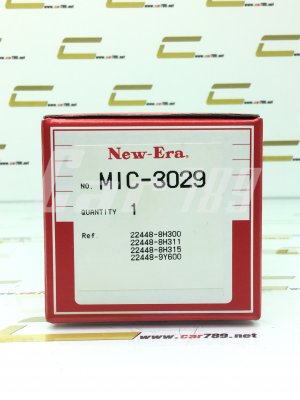 www.car789.net
New-Era®
NO. MIC-3029
Car789
QUANTITY 1
Ref. 22448-8H300
22448-8H311
22448-8H315
22448-9Y600
www.car789.net